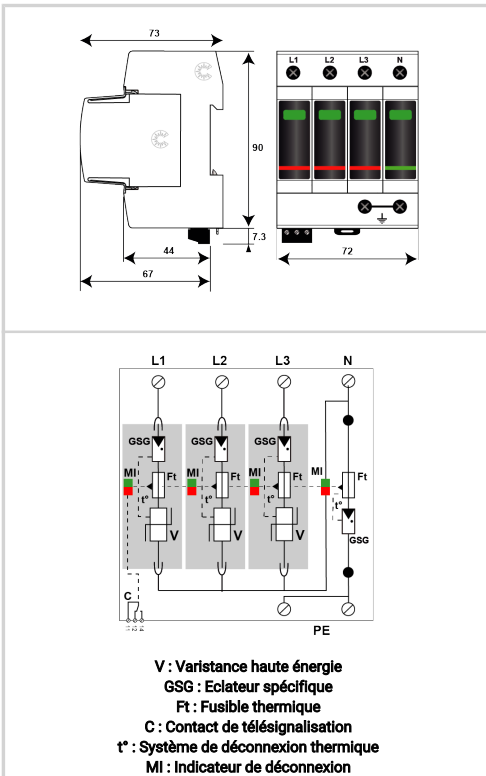 73
L1 L2 L3 N
90
7.3
44
72
67
L1 L2 L3 N
GSG GSG GSG
MI Ft MI Ft MI Ft MI Ft
t° t° t° t°
V V V GSG
C
PE
V : Varistance haute énergie
GSG : Eclateur spécifique
Ft : Fusible thermique
C : Contact de télésignalisation
t° : Système de déconnexion thermique
MI : Indicateur de déconnexion